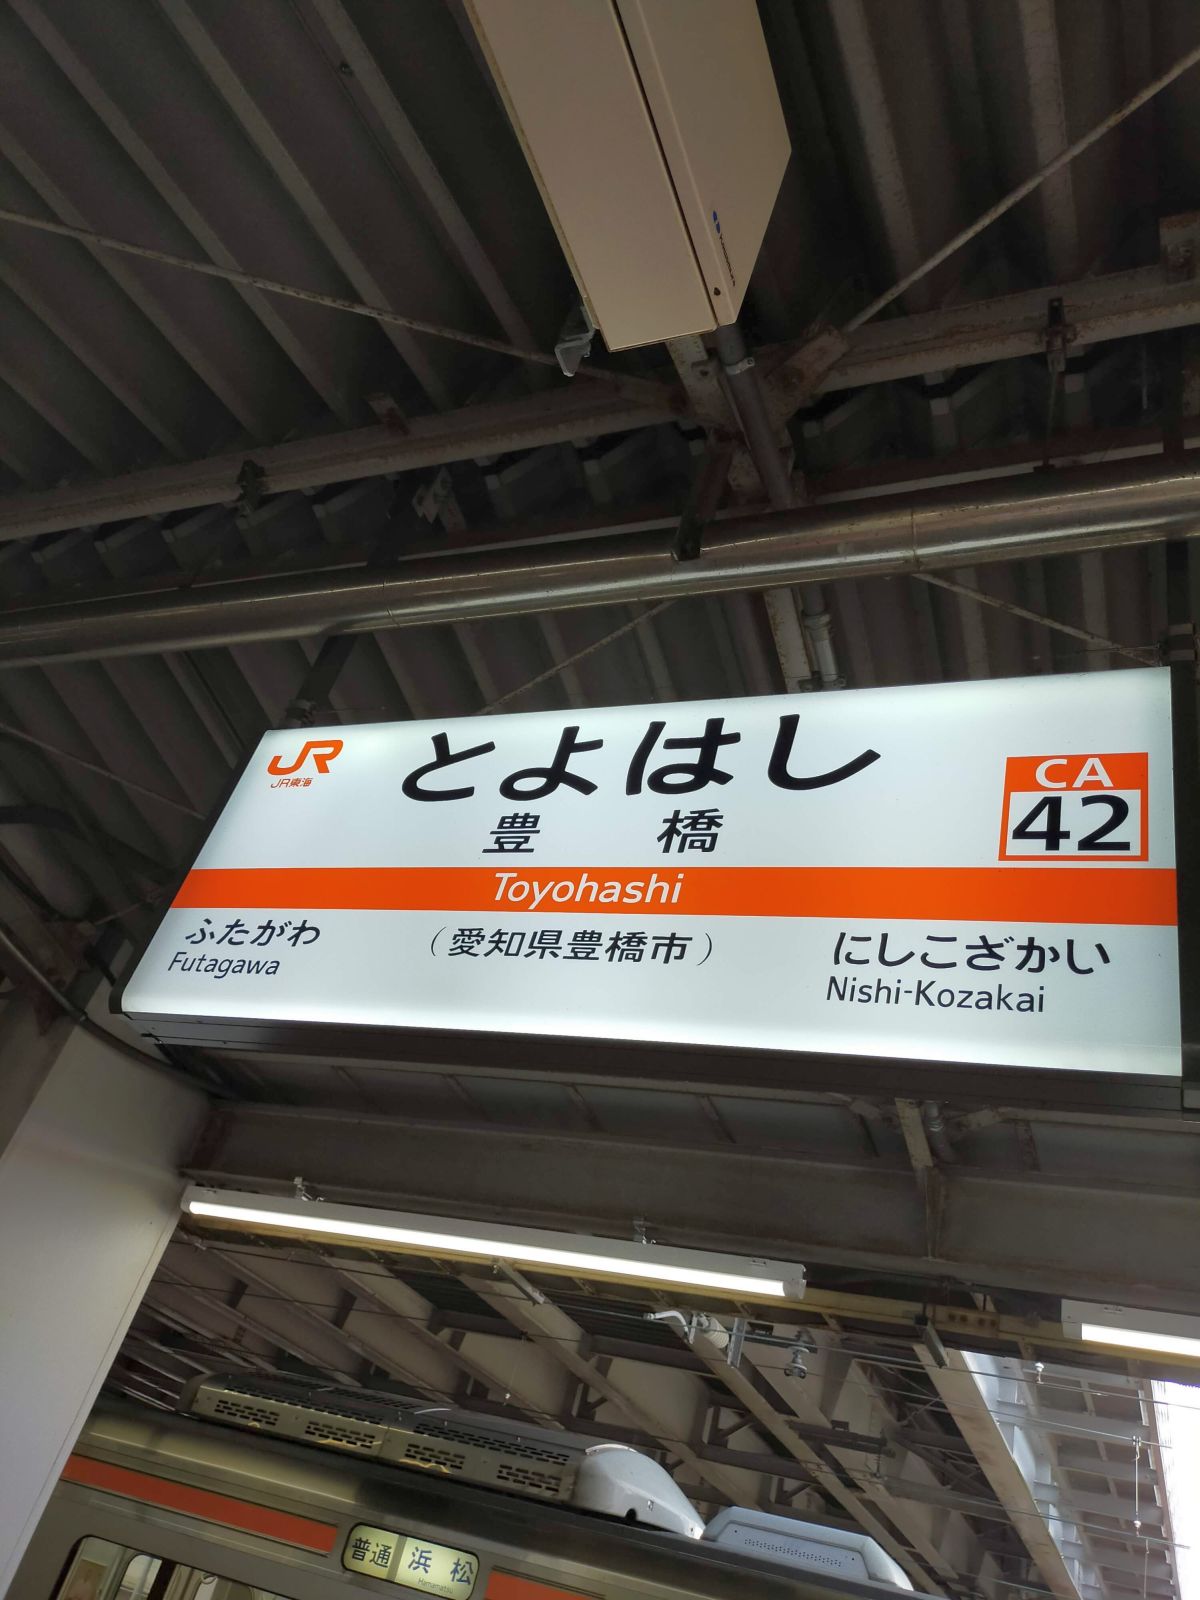 JR
JR東海
とよはし
豊橋
CA
42
Toyohashi
ふたがわ
Futagawa
(愛知県豊橋市)
にしこざかい
Nishi-Kozakai
普通 浜松
Hamamatsu